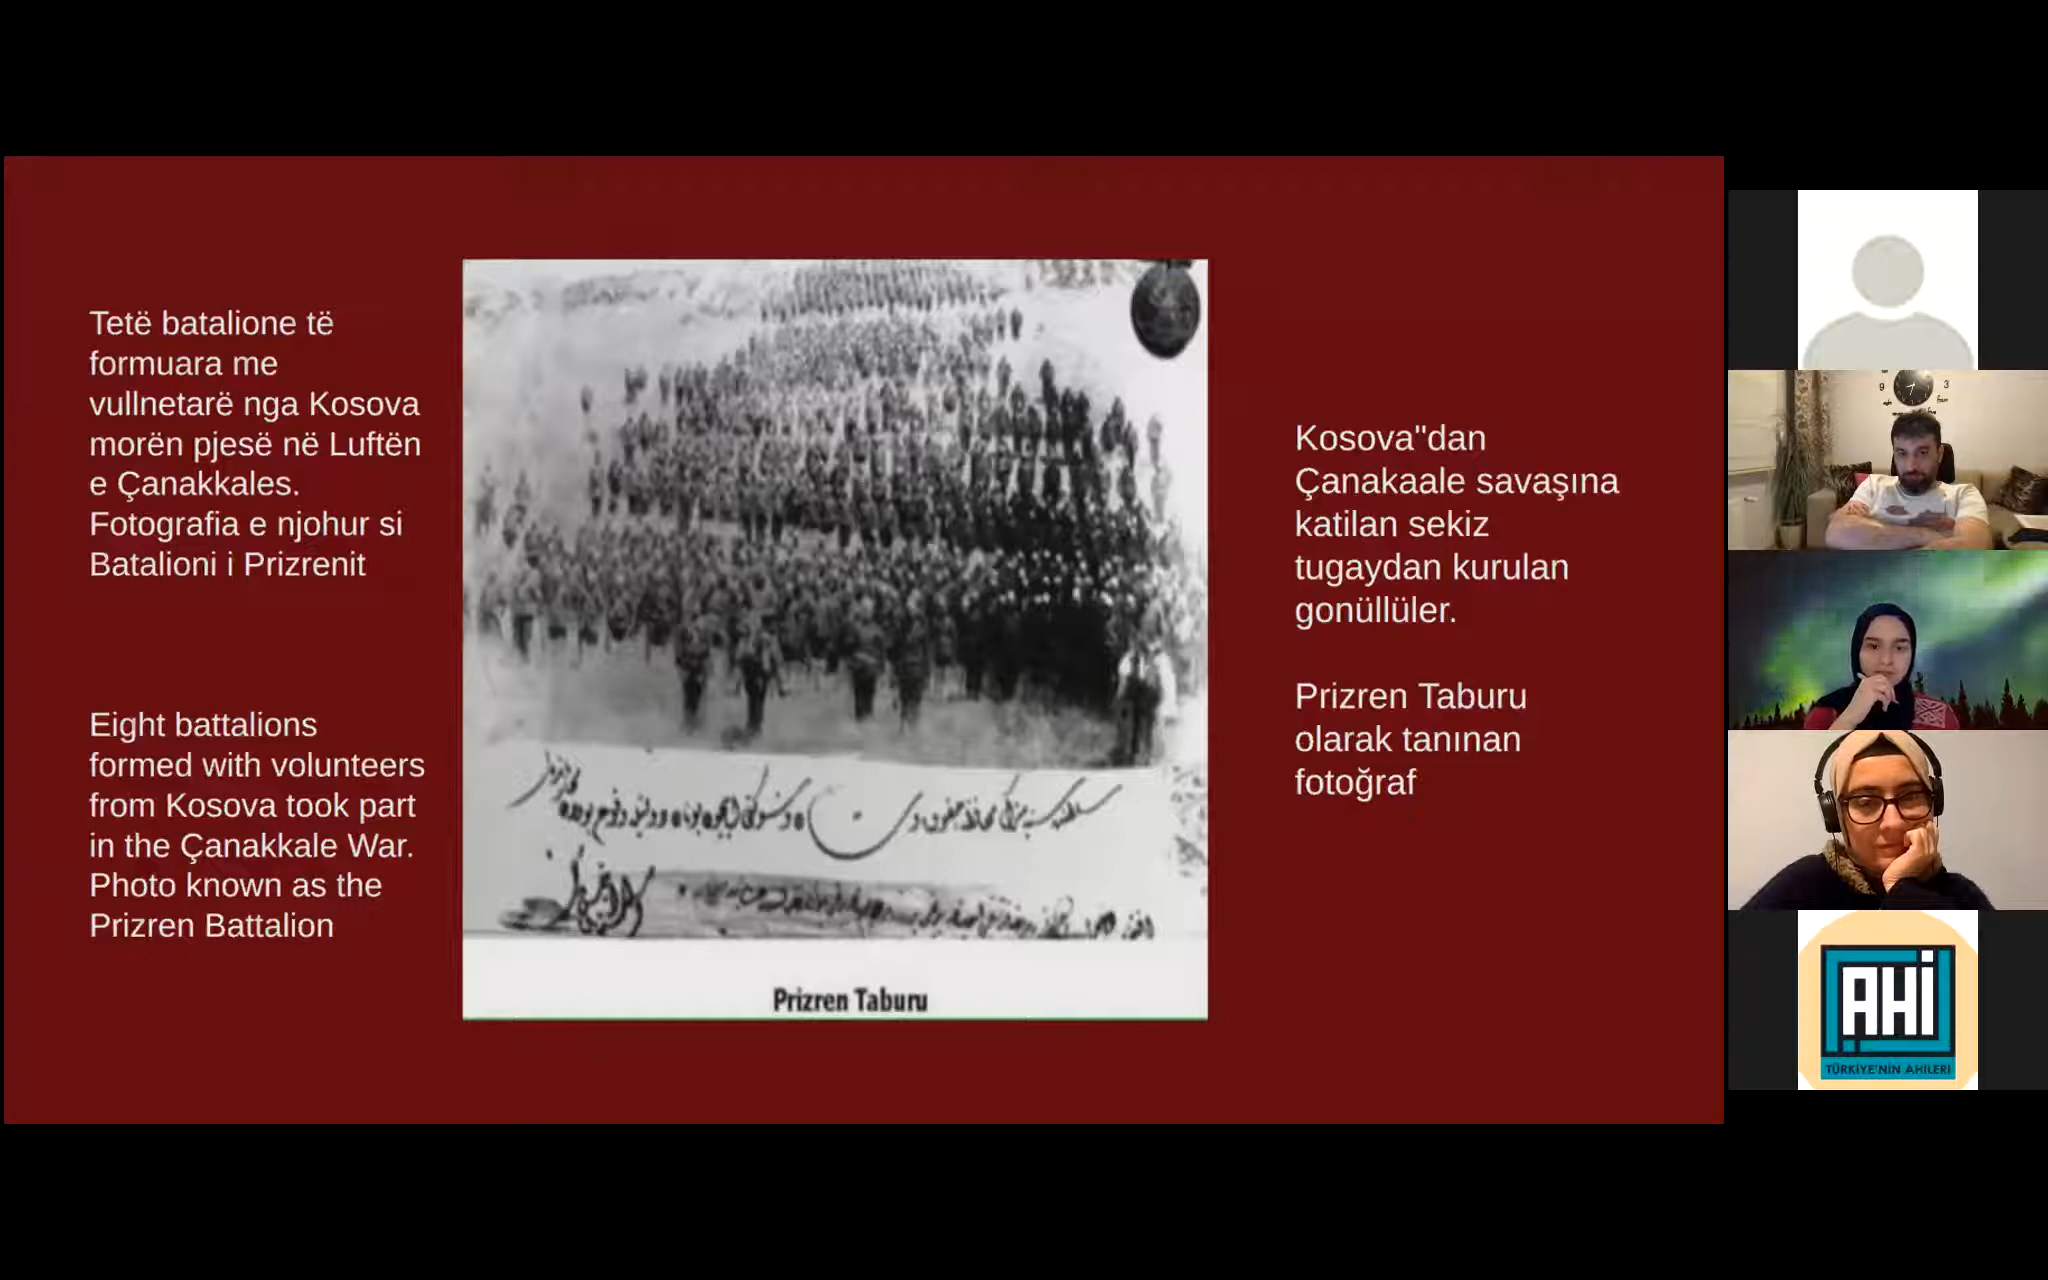 Tetë batalione të
formuara me
vullnetarë nga Kosova
morën pjesë në Luftën
e Çanakkales.
Fotografia e njohur si
Batalioni i Prizrenit
Eight battalions
formed with volunteers
from Kosova took part
in the Çanakkale War.
Photo known as the
Prizren Battalion
Prizren Taburu
Kosova"dan
Çanakaale savaşına
katilan sekiz
tugaydan kurulan
gonüllüler.
Prizren Taburu
olarak tanınan
fotoğraf
9
3
AHİ
TÜRKİYE'NİN AHİLERİ